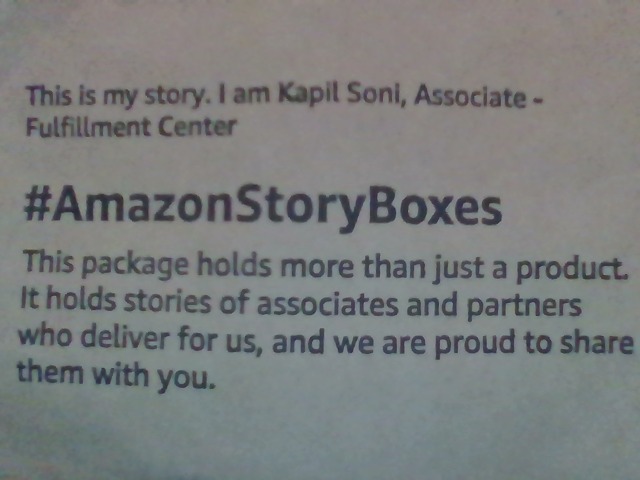 This is my story. I am Kapil Soni, Associate -
Fulfillment Center
#AmazonStoryBoxes
This package holds more than just a product.
It holds stories of associates and partners
who deliver for us, and we are proud to share
them with you.